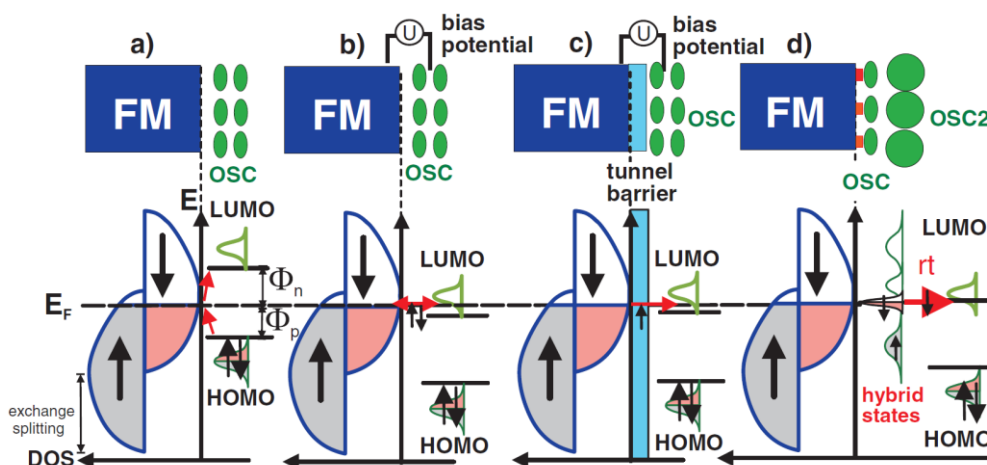 a)
b)
U
bias
potential
c)
U
bias
potential
d)
FM
OSC
FM
OSC
FM
OSC
tunnel
barrier
FM
OSC2
OSC
E
LUMO
Φn
EF
Φp
HOMO
exchange
splitting
DOS
LUMO
HOMO
LUMO
HOMO
LUMO
rt
hybrid
states
HOMO